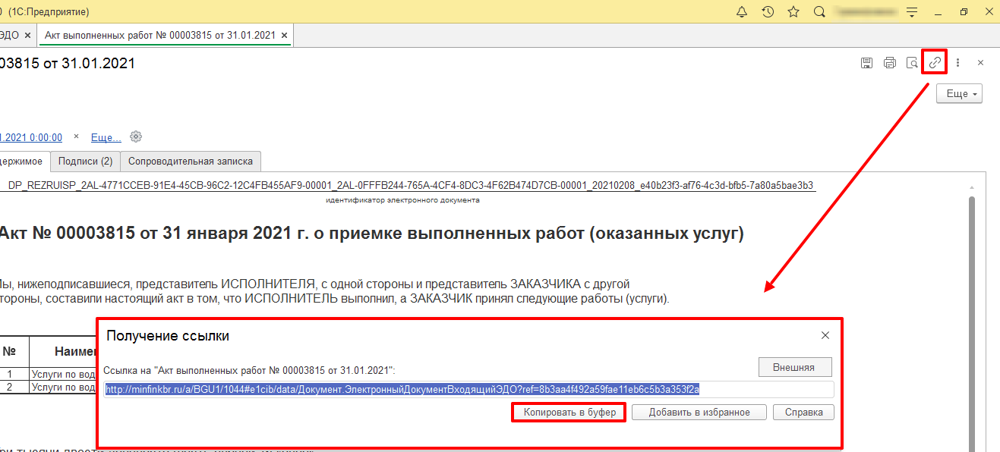 (1С:Предприятие)
ЭДО × Акт выполненных работ № 00003815 от 31.01.2021 ×
03815 от 31.01.2021
Еще
.2021 0:00:00 × Еще...
держимое Подписи (2) Сопроводительная записка
DP_REZRUISP_2AL-4771CCEB-91E4-45CB-96C2-12C4FB455AF9-00001_2AL-0FFFB244-765A-4CF4-8DC3-4F62B474D7CB-00001_20210208_e40b23f3-af76-4c3d-bfb5-7a80a5bae3b3
идентификатор электронного документа
Акт № 00003815 от 31 января 2021 г. о приемке выполненных работ (оказанных услуг)
Мы, нижеподписавшиеся, представитель ИСПОЛНИТЕЛЯ, с одной стороны и представитель ЗАКАЗЧИКА с другой
тороны, составили настоящий акт в том, что ИСПОЛНИТЕЛЬ выполнил, а ЗАКАЗЧИК принял следующие работы (услуги).
№ Наиме
1 Услуги по вод
2 Услуги по вод
Получение ссылки
Внешняя
Ссылка на "Акт выполненных работ № 00003815 от 31.01.2021":
http://minfinkbr.ru/a/BGU1/1044#e1cib/data/Документ.ЭлектронныйДокументВходящийЭДО?ref=8b3aa4f492a59fae11eb6c5b3a353f2a
Копировать в буфер Добавить в избранное Справка